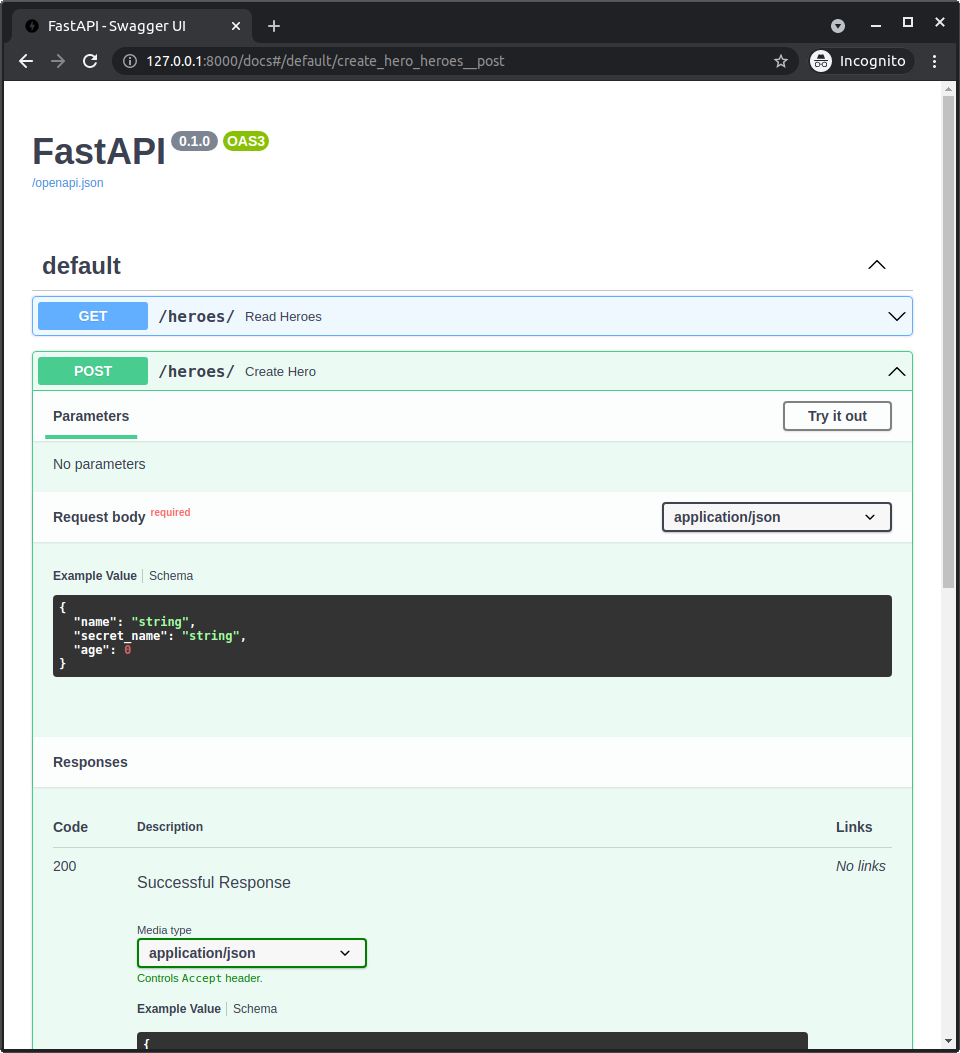 FastAPI - Swagger UI
127.0.0.1:8000/docs#/default/create_hero_heroes__post
Incognito
FastAPI 0.1.0 OAS3
/openapi.json
default
GET /heroes/ Read Heroes
POST /heroes/ Create Hero
Parameters Try it out
No parameters
Request body required application/json
Example Value Schema
{
"name": "string",
"secret_name": "string",
"age": 0
}
Responses
Code Description Links
200 No links
Successful Response
Media type
application/json
Controls Accept header.
Example Value Schema
{